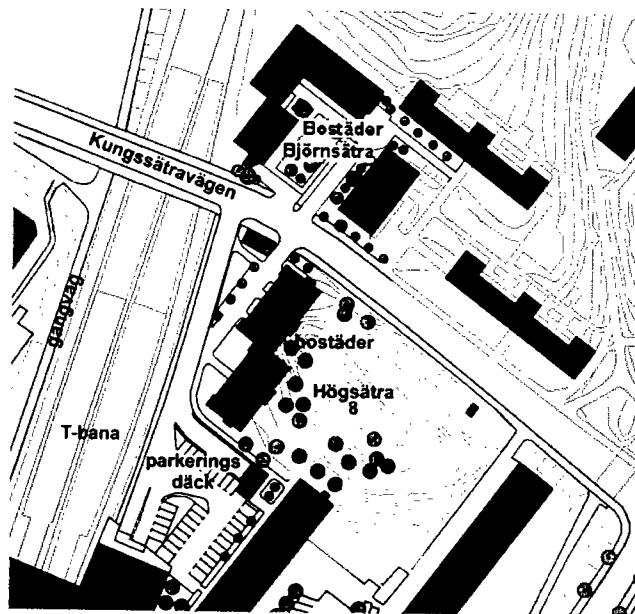 Bostäder
Björnsätra
Kungssätravägen
gångväg
bostäder
Högsätra
8
T-bana
parkerings
däck